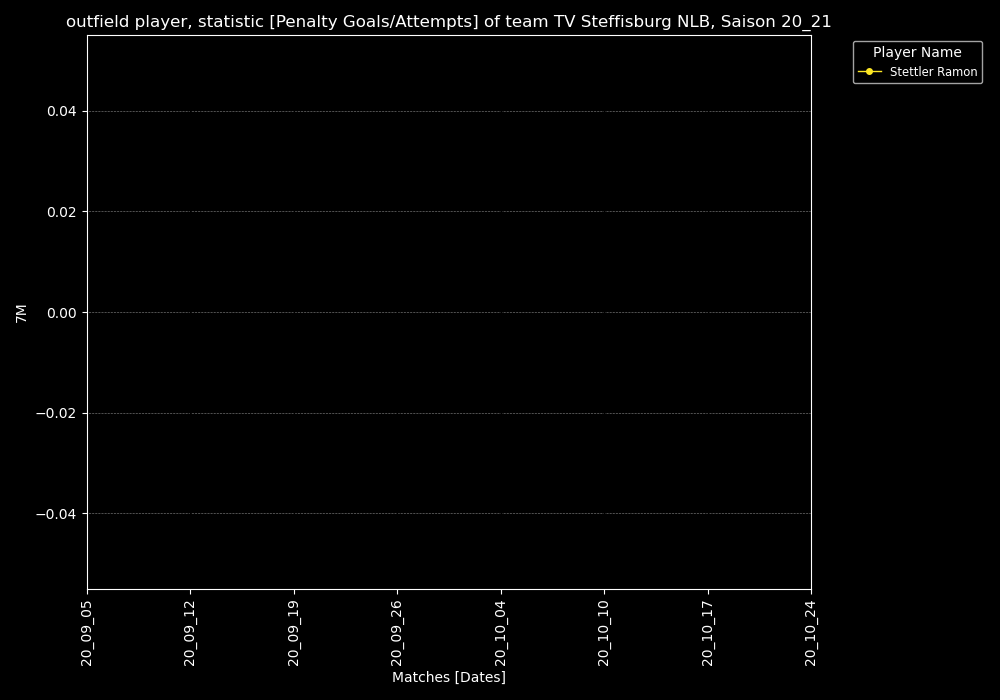 outfield player, statistic [Penalty Goals/Attempts] of team TV Steffisburg NLB, Saison 20_21
Player Name
Stettler Ramon
7M
0.04
0.02
0.00
−0.02
−0.04
20_09_05
20_09_12
20_09_19
20_09_26
20_10_04
20_10_10
20_10_17
20_10_24
Matches [Dates]